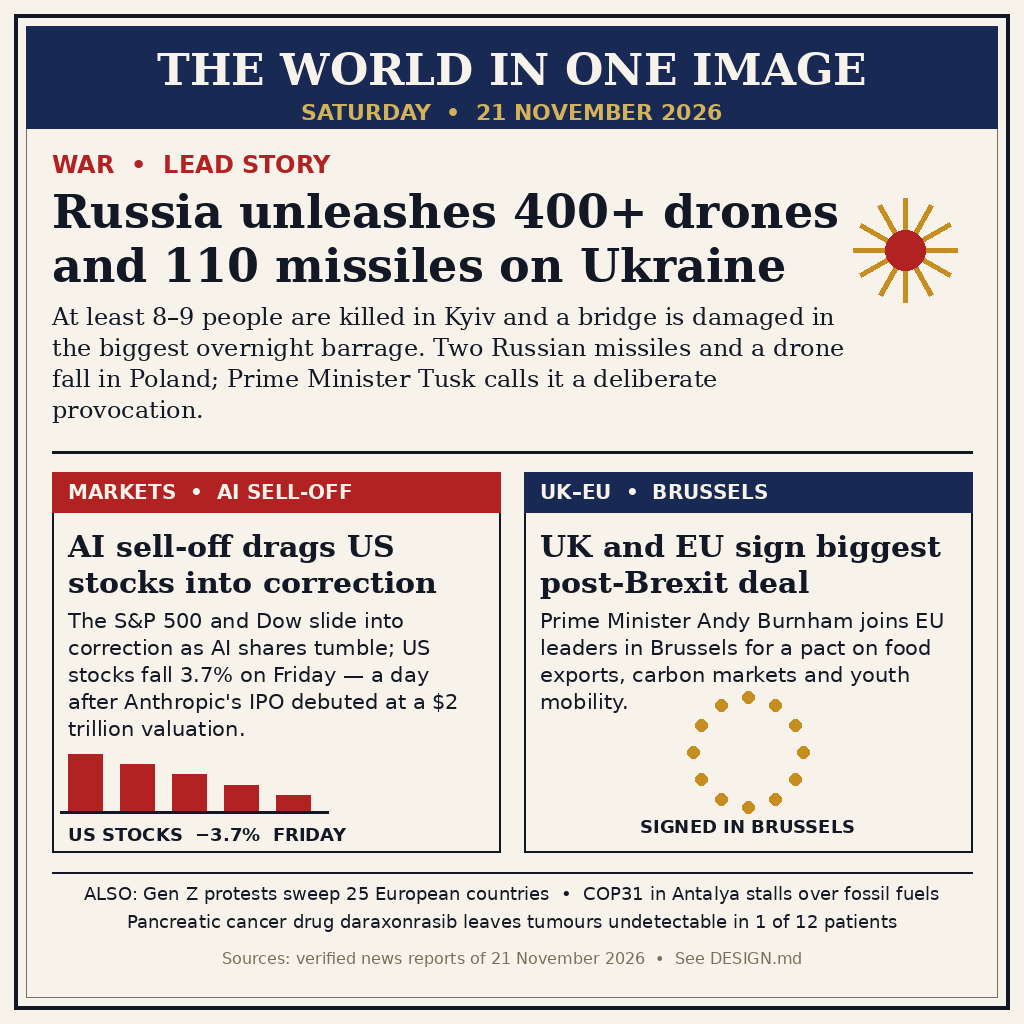 THE WORLD IN ONE IMAGE
SATURDAY • 21 NOVEMBER 2026
WAR • LEAD STORY
Russia unleashes 400+ drones
and 110 missiles on Ukraine
At least 8–9 people are killed in Kyiv and a bridge is damaged in
the biggest overnight barrage. Two Russian missiles and a drone
fall in Poland; Prime Minister Tusk calls it a deliberate
provocation.
MARKETS • AI SELL-OFF
AI sell-off drags US
stocks into correction
The S&P 500 and Dow slide into
correction as AI shares tumble; US
stocks fall 3.7% on Friday — a day
after Anthropic's IPO debuted at a $2
trillion valuation.
US STOCKS −3.7% FRIDAY
UK–EU • BRUSSELS
UK and EU sign biggest
post-Brexit deal
Prime Minister Andy Burnham joins EU
leaders in Brussels for a pact on food
exports, carbon markets and youth
mobility.
SIGNED IN BRUSSELS
ALSO: Gen Z protests sweep 25 European countries • COP31 in Antalya stalls over fossil fuels
Pancreatic cancer drug daraxonrasib leaves tumours undetectable in 1 of 12 patients
Sources: verified news reports of 21 November 2026 • See DESIGN.md